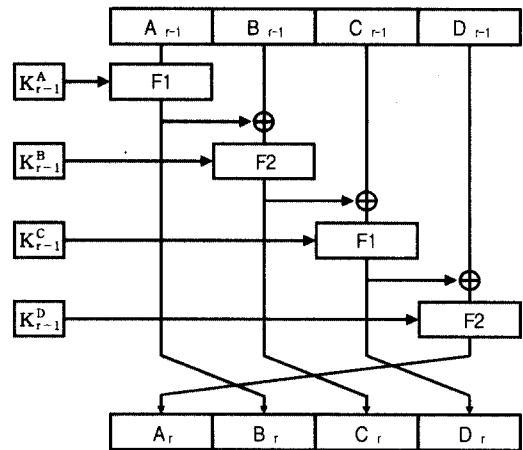 A r-1 B r-1 C r-1 D r-1
K^A_r-1 F1
K^B_r-1 F2
K^C_r-1 F1
K^D_r-1 F2
A r B r C r D r